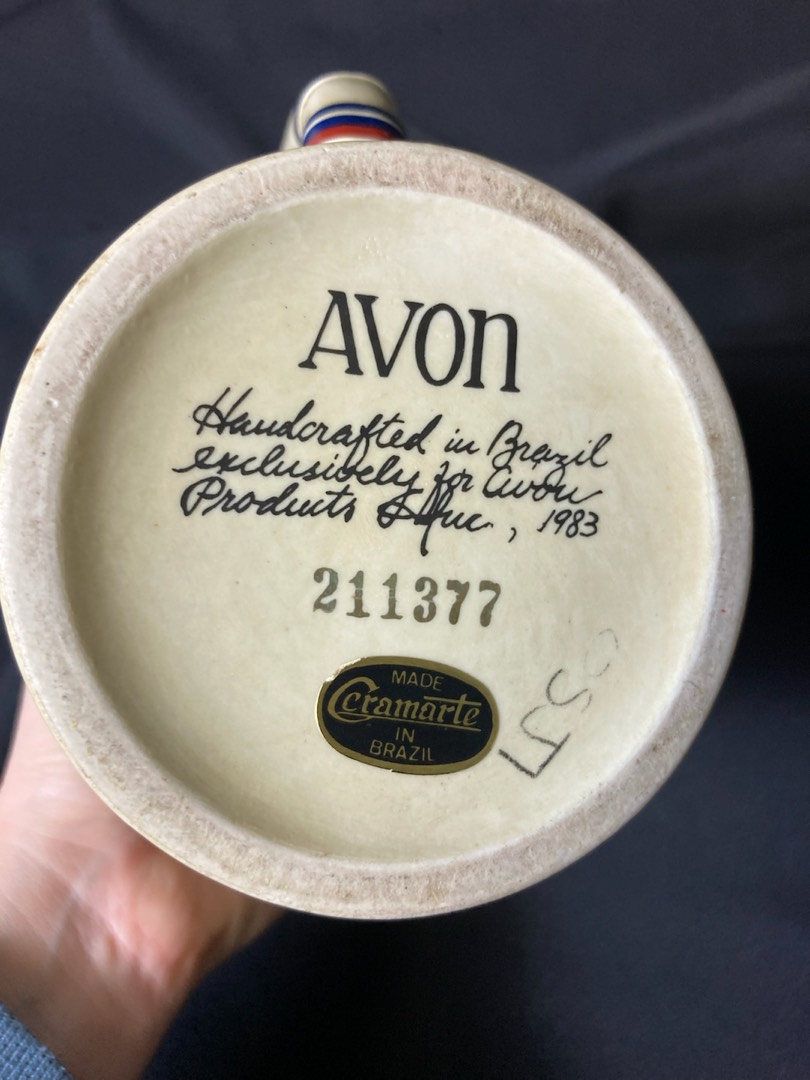 AVON
Handcrafted in Brazil
exclusively for Avon
Products Inc., 1983
211377
MADE
Ceramarte
IN
BRAZIL